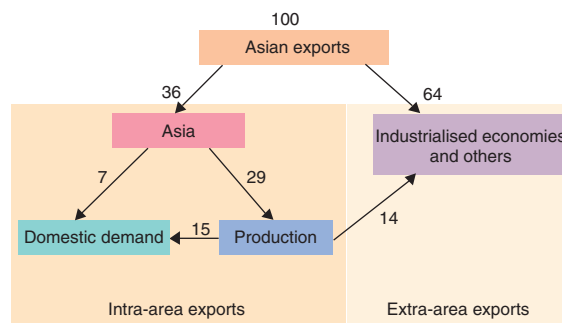 100
Asian exports
36
64
Asia
Industrialised economies
and others
7
29
14
Domestic demand
15
Production
Intra-area exports
Extra-area exports